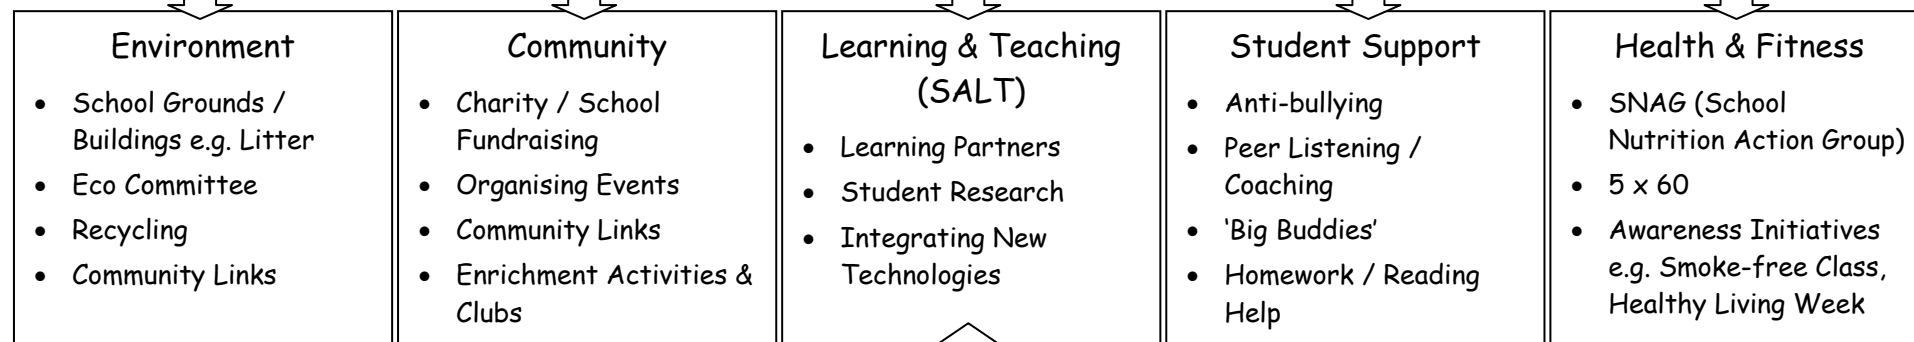 Environment
• School Grounds /
Buildings e.g. Litter
• Eco Committee
• Recycling
• Community Links
Community
• Charity / School
Fundraising
• Organising Events
• Community Links
• Enrichment Activities &
Clubs
Learning & Teaching
(SALT)
• Learning Partners
• Student Research
• Integrating New
Technologies
Student Support
• Anti-bullying
• Peer Listening /
Coaching
• ‘Big Buddies’
• Homework / Reading
Help
Health & Fitness
• SNAG (School
Nutrition Action Group)
• 5 x 60
• Awareness Initiatives
e.g. Smoke-free Class,
Healthy Living Week